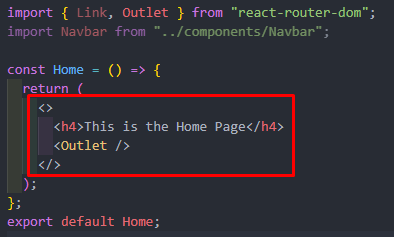 import { Link, Outlet } from "react-router-dom";
import Navbar from "../components/Navbar";
const Home = () => {
return (
<>
<h4>This is the Home Page</h4>
<Outlet />
</>
);
};
export default Home;